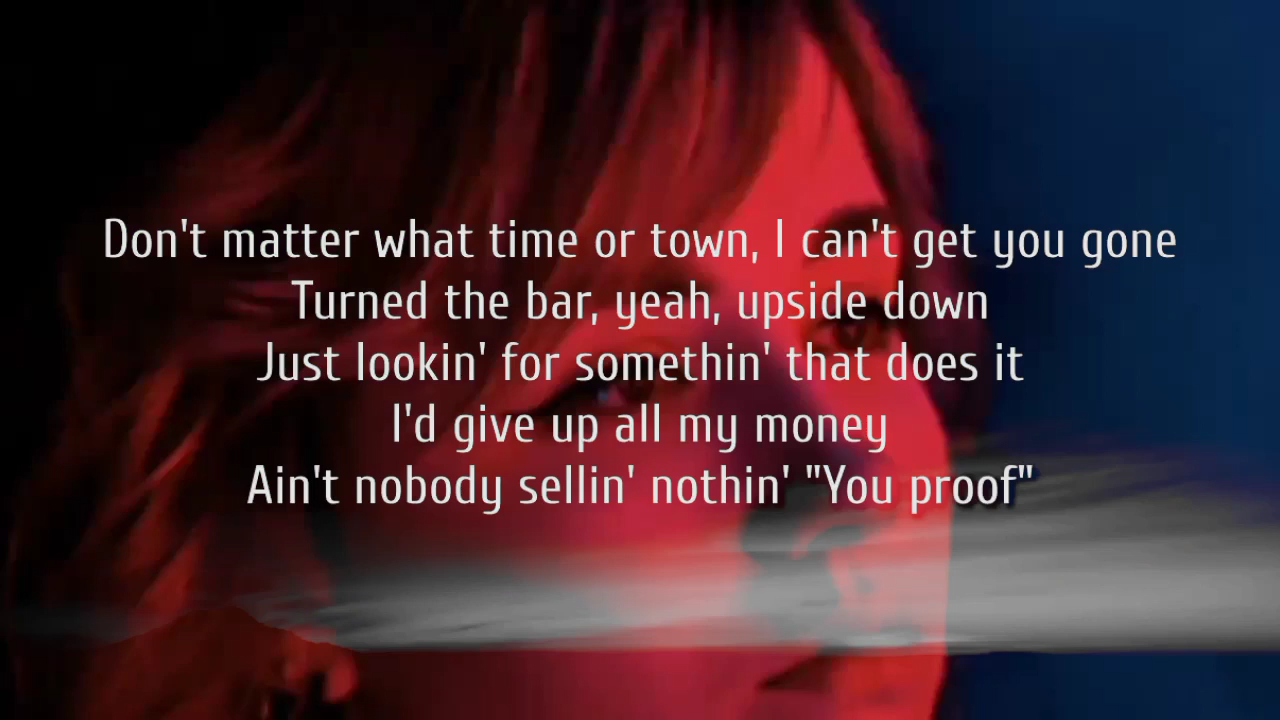 Don't matter what time or town, I can't get you gone
Turned the bar, yeah, upside down
Just lookin' for somethin' that does it
I'd give up all my money
Ain't nobody sellin' nothin' "You proof"